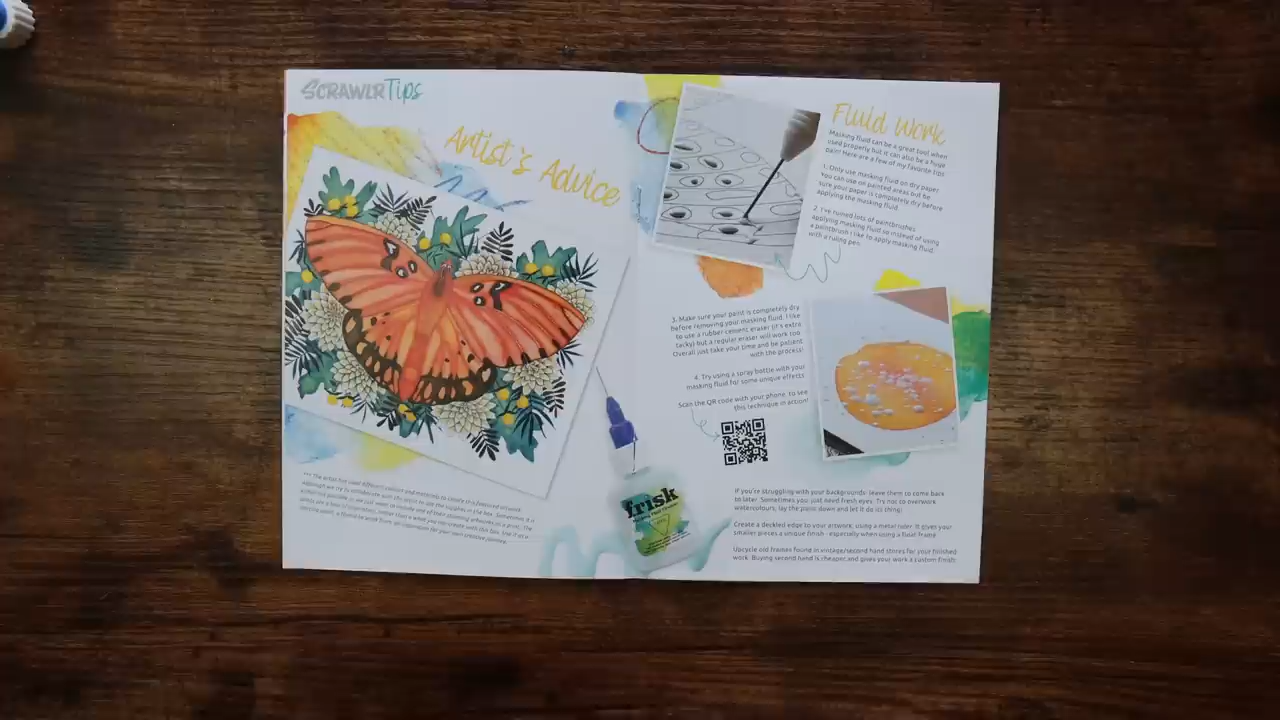 SCRAWLRTips
Artist's Advice
Fluid Work
Masking fluid can be a great tool when
used properly but it can also be a huge
pain! Here are a few of my favorite tips
1. Only use masking fluid on dry paper.
You can use on painted areas but be
sure your paper is completely dry before
applying the masking fluid.
2. I've ruined lots of paintbrushes
applying masking fluid so instead of using
a paintbrush I like to apply masking fluid
with a ruling pen.
3. Make sure your paint is completely dry
before removing your masking fluid. I like
to use a rubber cement eraser (it's extra
tacky) but a regular eraser will work too.
Overall just take your time and be patient
with the process!
4. Try using a spray bottle with your
masking fluid for some unique effects
Scan the QR code with your phone, to see
this technique in action!
frisk
If you're struggling with your backgrounds, leave them to come back
to later. Sometimes you just need fresh eyes. Try not to overwork
watercolours, lay the paint down and let it do its thing!
Create a deckled edge to your artwork, using a metal ruler. It gives your
smaller pieces a unique finish - especially when using a float frame
Upcycle old frames found in vintage/second hand stores for your finished
work. Buying second hand is cheaper and gives your work a custom finish!